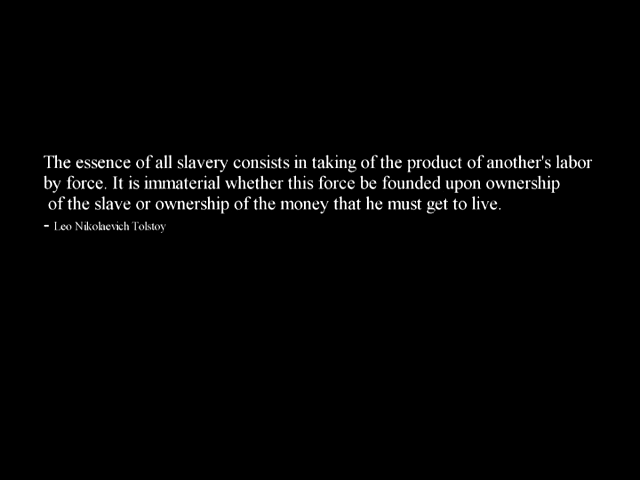 The essence of all slavery consists in taking of the product of another's labor
by force. It is immaterial whether this force be founded upon ownership
of the slave or ownership of the money that he must get to live.
- Leo Nikolaevich Tolstoy